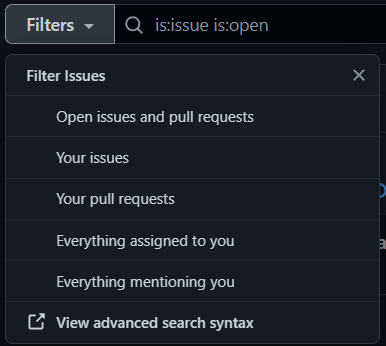 Filters
is:issue is:open
Filter Issues
Open issues and pull requests
Your issues
Your pull requests
Everything assigned to you
Everything mentioning you
View advanced search syntax